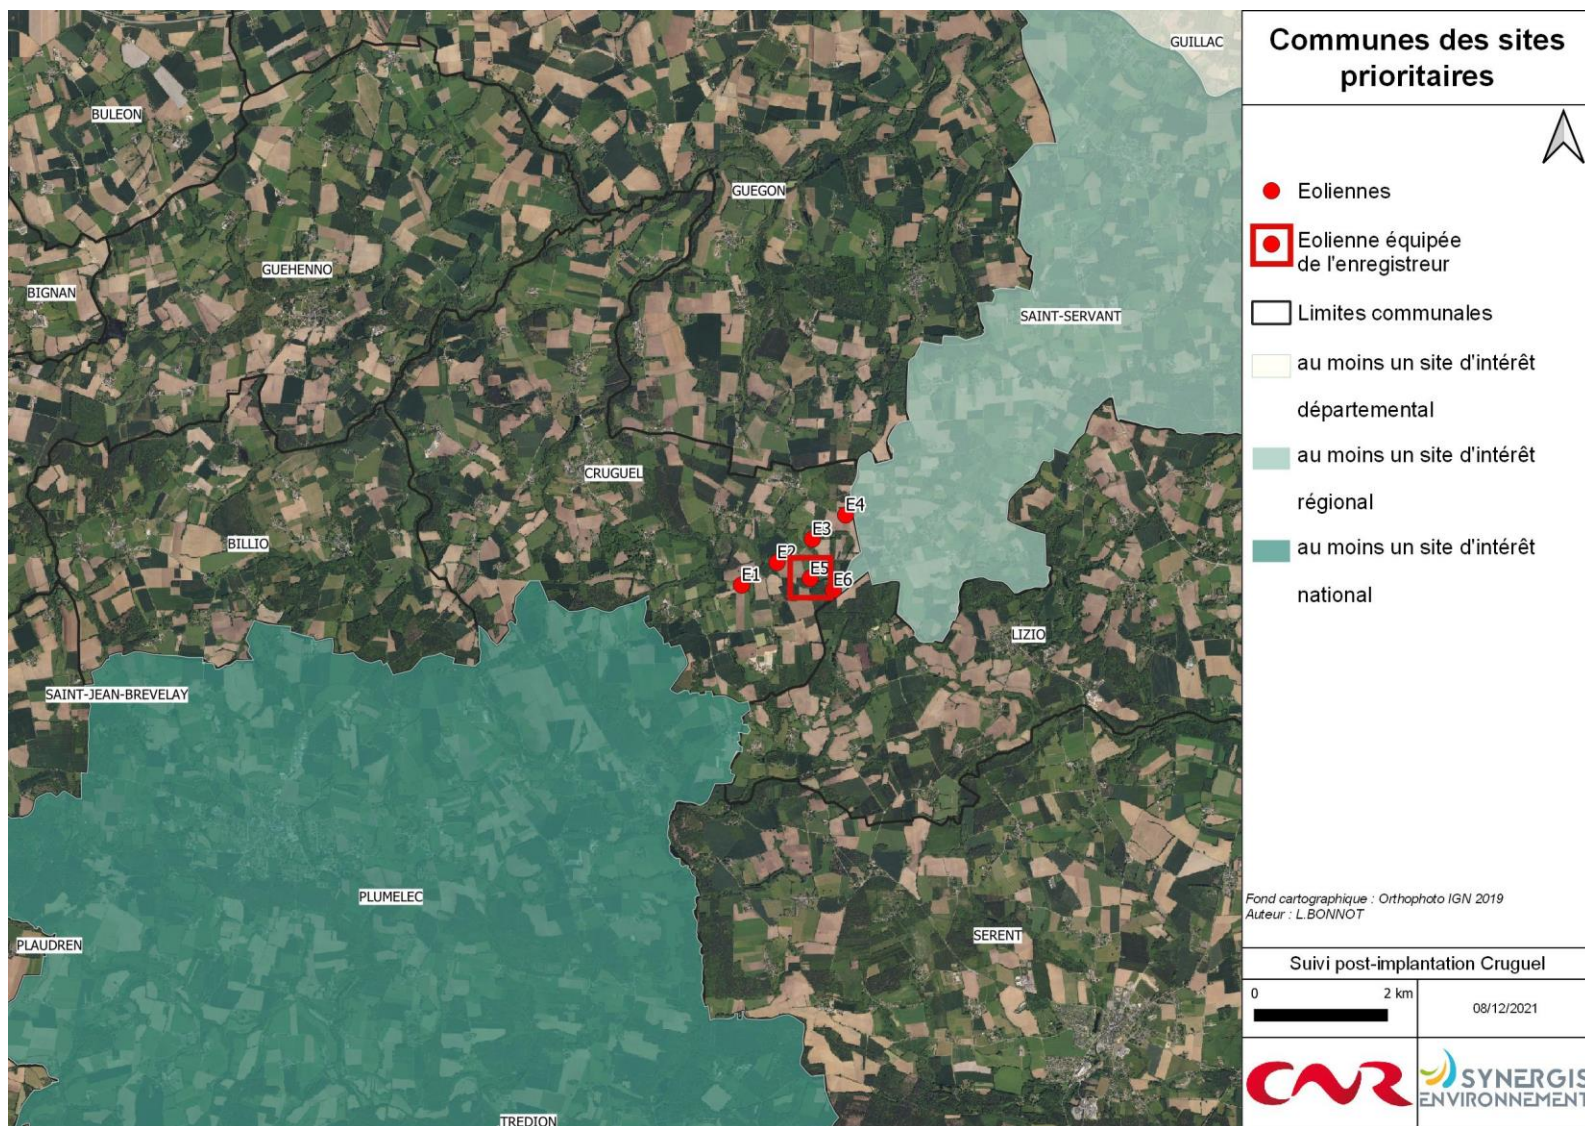 GUILLAC
BULEON
GUEGON
GUEHENNO
BIGNAN
SAINT-SERVANT
CRUGUEL
E4
E3
BILLIO
E2
E5
E1
E6
LIZIO
SAINT-JEAN-BREVELAY
PLUMELEC
SERENT
PLAUDREN
TREDION
Communes des sites
prioritaires
Eoliennes
Eolienne équipée
de l'enregistreur
Limites communales
au moins un site d'intérêt
départemental
au moins un site d'intérêt
régional
au moins un site d'intérêt
national
Fond cartographique : Orthophoto IGN 2019
Auteur : L.BONNOT
Suivi post-implantation Cruguel
0 2 km
08/12/2021
CNR
SYNERGIS
ENVIRONNEMENT